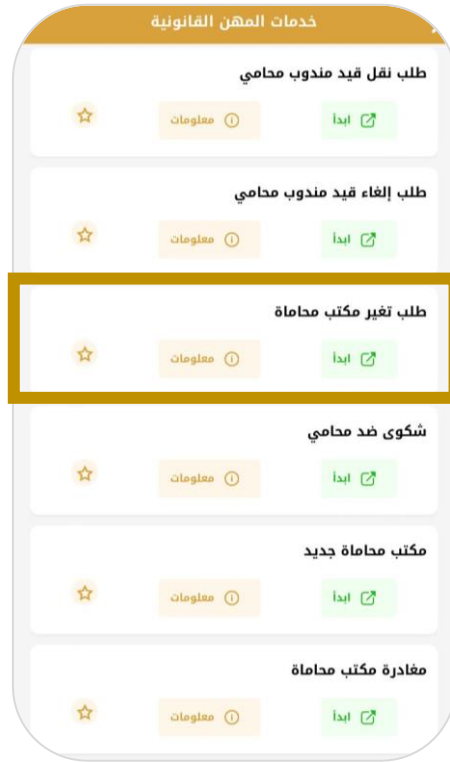 خدمات المهن القانونية
طلب نقل قيد مندوب محامي
ابدأ معلومات
طلب إلغاء قيد مندوب محامي
ابدأ معلومات
طلب تغير مكتب محاماة
ابدأ معلومات
شكوى ضد محامي
ابدأ معلومات
مكتب محاماة جديد
ابدأ معلومات
مغادرة مكتب محاماة
ابدأ معلومات